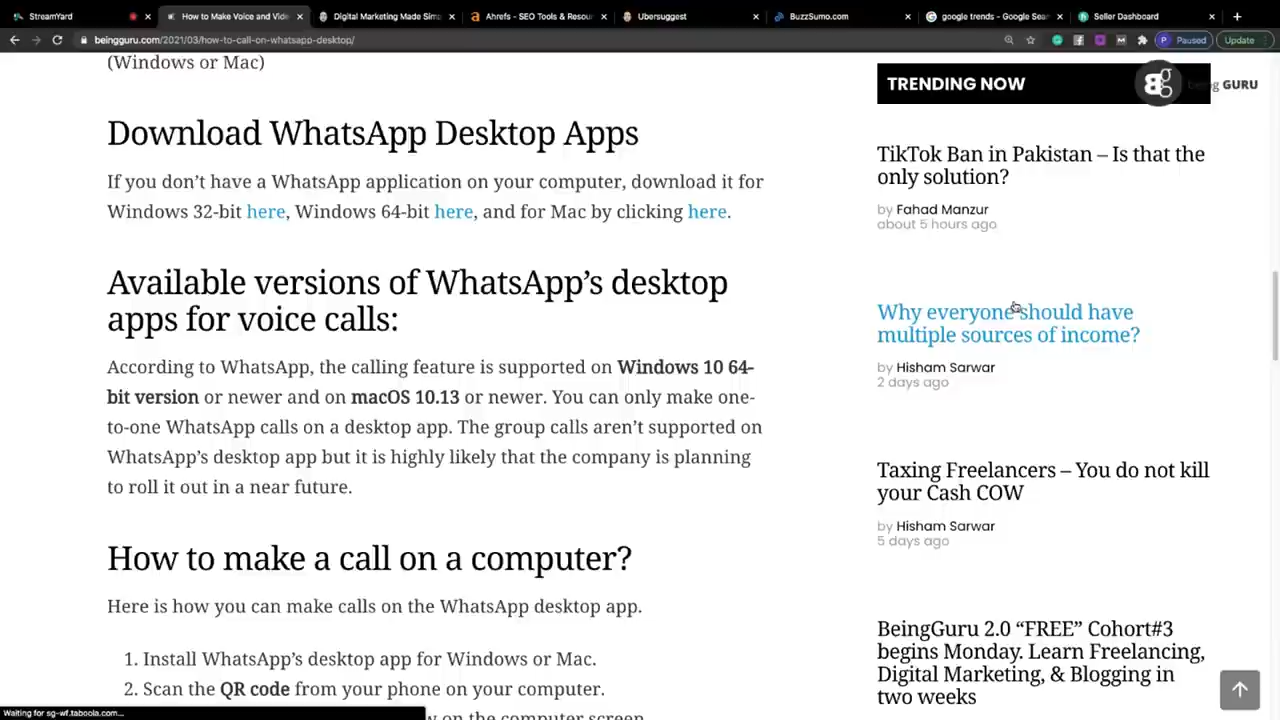 StreamYard
How to Make Voice and Vide
Digital Marketing Made Sim
Ahrefs - SEO Tools & Resour
Ubersuggest
BuzzSumo.com
google trends - Google Sear
Seller Dashboard
beingguru.com/2021/03/how-to-call-on-whatsapp-desktop/
Paused
Update
(Windows or Mac)
Download WhatsApp Desktop Apps
If you don't have a WhatsApp application on your computer, download it for
Windows 32-bit here, Windows 64-bit here, and for Mac by clicking here.
Available versions of WhatsApp's desktop
apps for voice calls:
According to WhatsApp, the calling feature is supported on Windows 10 64-
bit version or newer and on macOS 10.13 or newer. You can only make one-
to-one WhatsApp calls on a desktop app. The group calls aren't supported on
WhatsApp's desktop app but it is highly likely that the company is planning
to roll it out in a near future.
How to make a call on a computer?
Here is how you can make calls on the WhatsApp desktop app.
1. Install WhatsApp's desktop app for Windows or Mac.
2. Scan the QR code from your phone on your computer.
on the computer screen
Waiting for sg-wf.taboola.com...
TRENDING NOW
being GURU
TikTok Ban in Pakistan – Is that the
only solution?
by Fahad Manzur
about 5 hours ago
Why everyone should have
multiple sources of income?
by Hisham Sarwar
2 days ago
Taxing Freelancers – You do not kill
your Cash COW
by Hisham Sarwar
5 days ago
BeingGuru 2.0 “FREE” Cohort#3
begins Monday. Learn Freelancing,
Digital Marketing, & Blogging in
two weeks